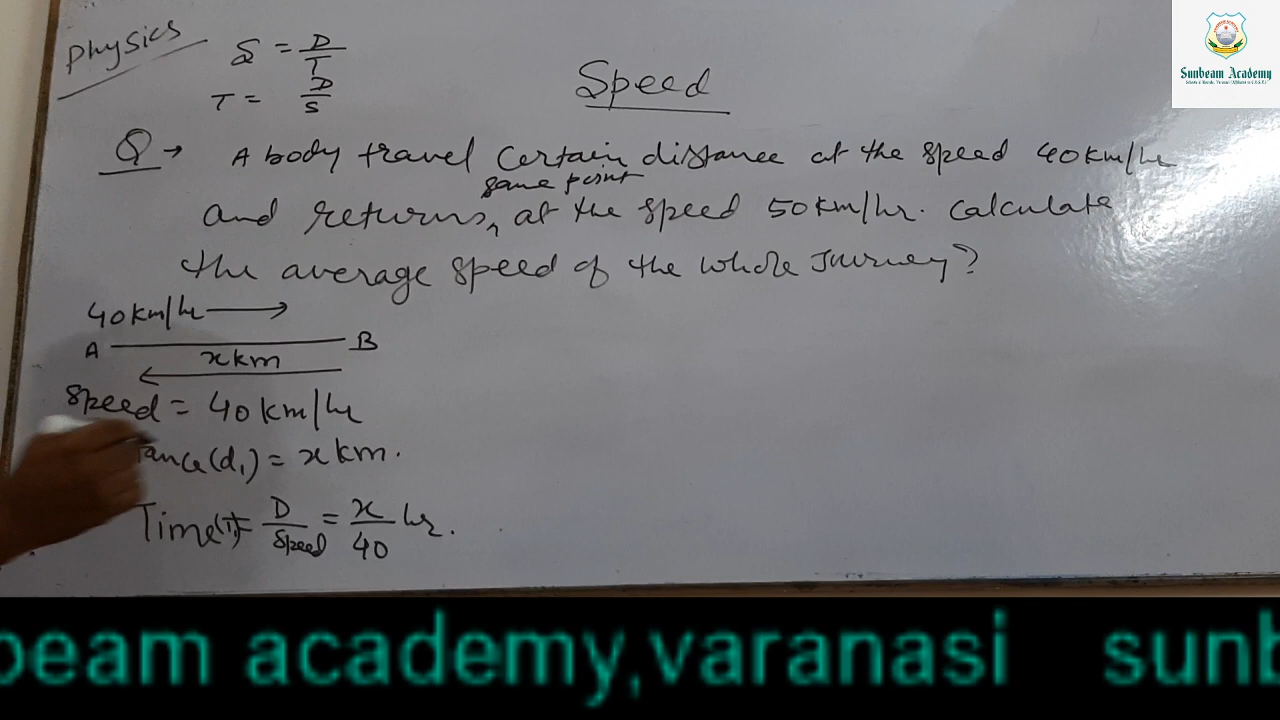 Physics
S = D/T
T = D/S
Speed
Sunbeam Academy
Q → A body travel certain distance at the speed 40km/hr
same point
and returns, at the speed 50km/hr. calculate
the average speed of the whole Journey?
40km/hr →
A B
x km
speed = 40 km/hr
tance (d1) = x km.
Time(T1) = D/Speed = x/40 hr.
beam academy,varanasi sunb